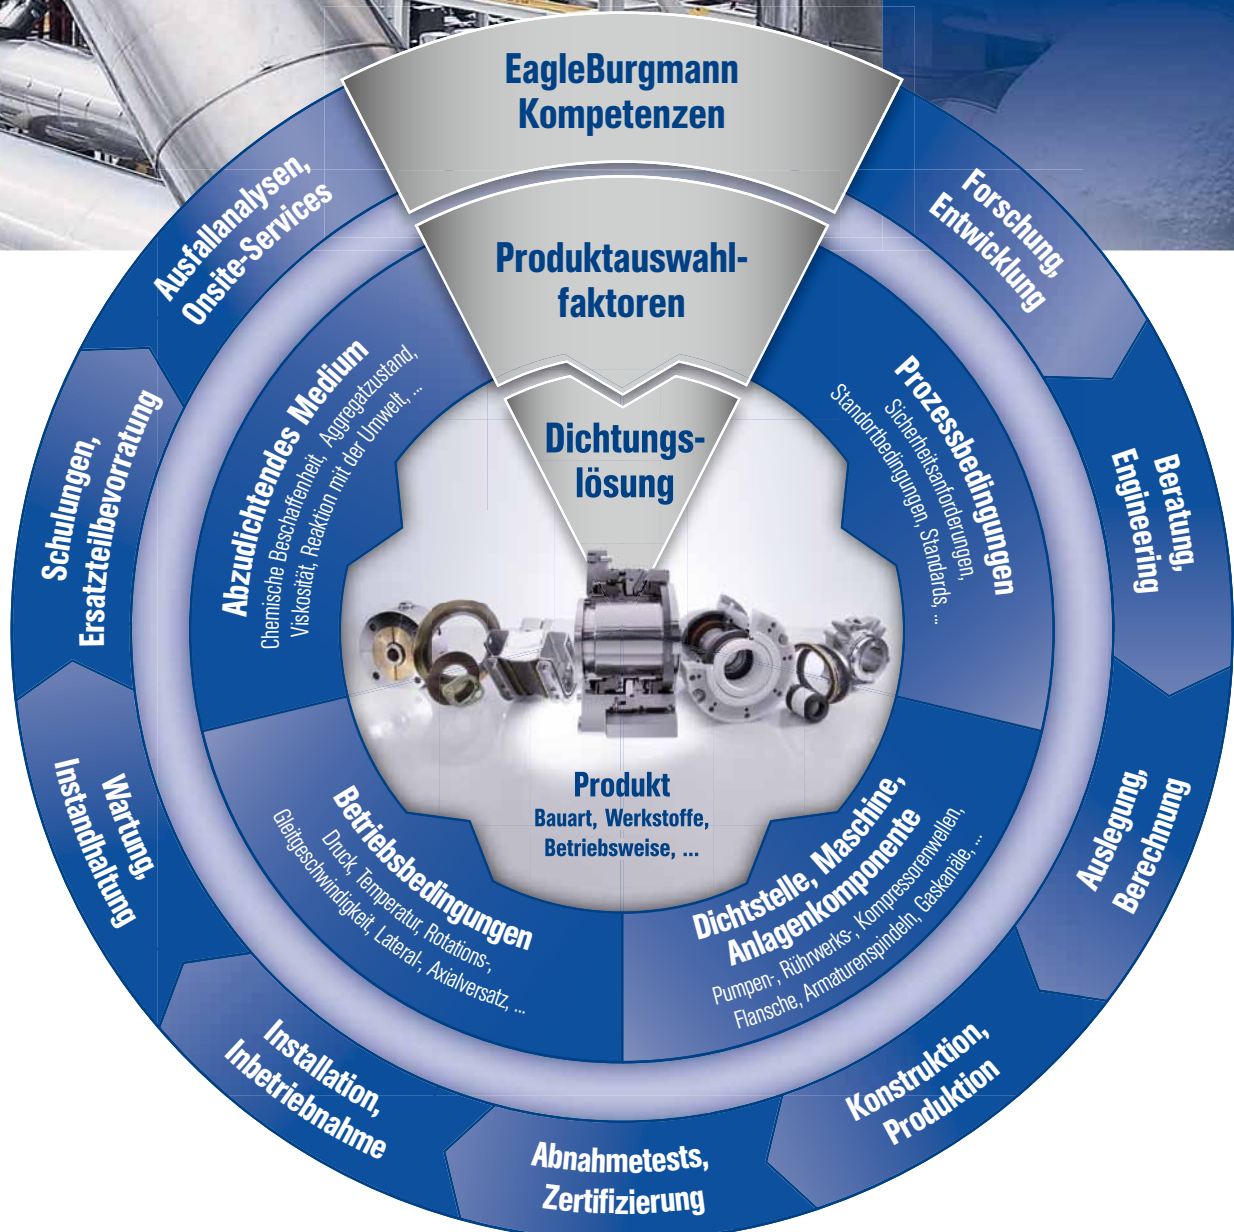 EagleBurgmann
Kompetenzen
Produktauswahl-
faktoren
Dichtungs-
lösung
Forschung,
Entwicklung
Beratung,
Engineering
Auslegung,
Berechnung
Konstruktion,
Produktion
Abnahmetests,
Zertifizierung
Installation,
Inbetriebnahme
Wartung,
Instandhaltung
Schulungen,
Ersatzteilbevorratung
Ausfallanalysen,
Onsite-Services
Prozessbedingungen
Sicherheitsanforderungen,
Standortbedingungen, Standards, ...
Dichtstelle, Maschine,
Anlagenkomponente
Pumpen-, Rührwerks-, Kompressorenwellen,
Flansche, Armaturenspindeln, Gaskanäle, ...
Betriebsbedingungen
Druck, Temperatur, Rotations-,
Gleitgeschwindigkeit, Lateral-, Axialversatz, ...
Abzudichtendes Medium
Chemische Beschaffenheit, Aggregatzustand,
Viskosität, Reaktion mit der Umwelt, ...
Produkt
Bauart, Werkstoffe,
Betriebsweise, ...